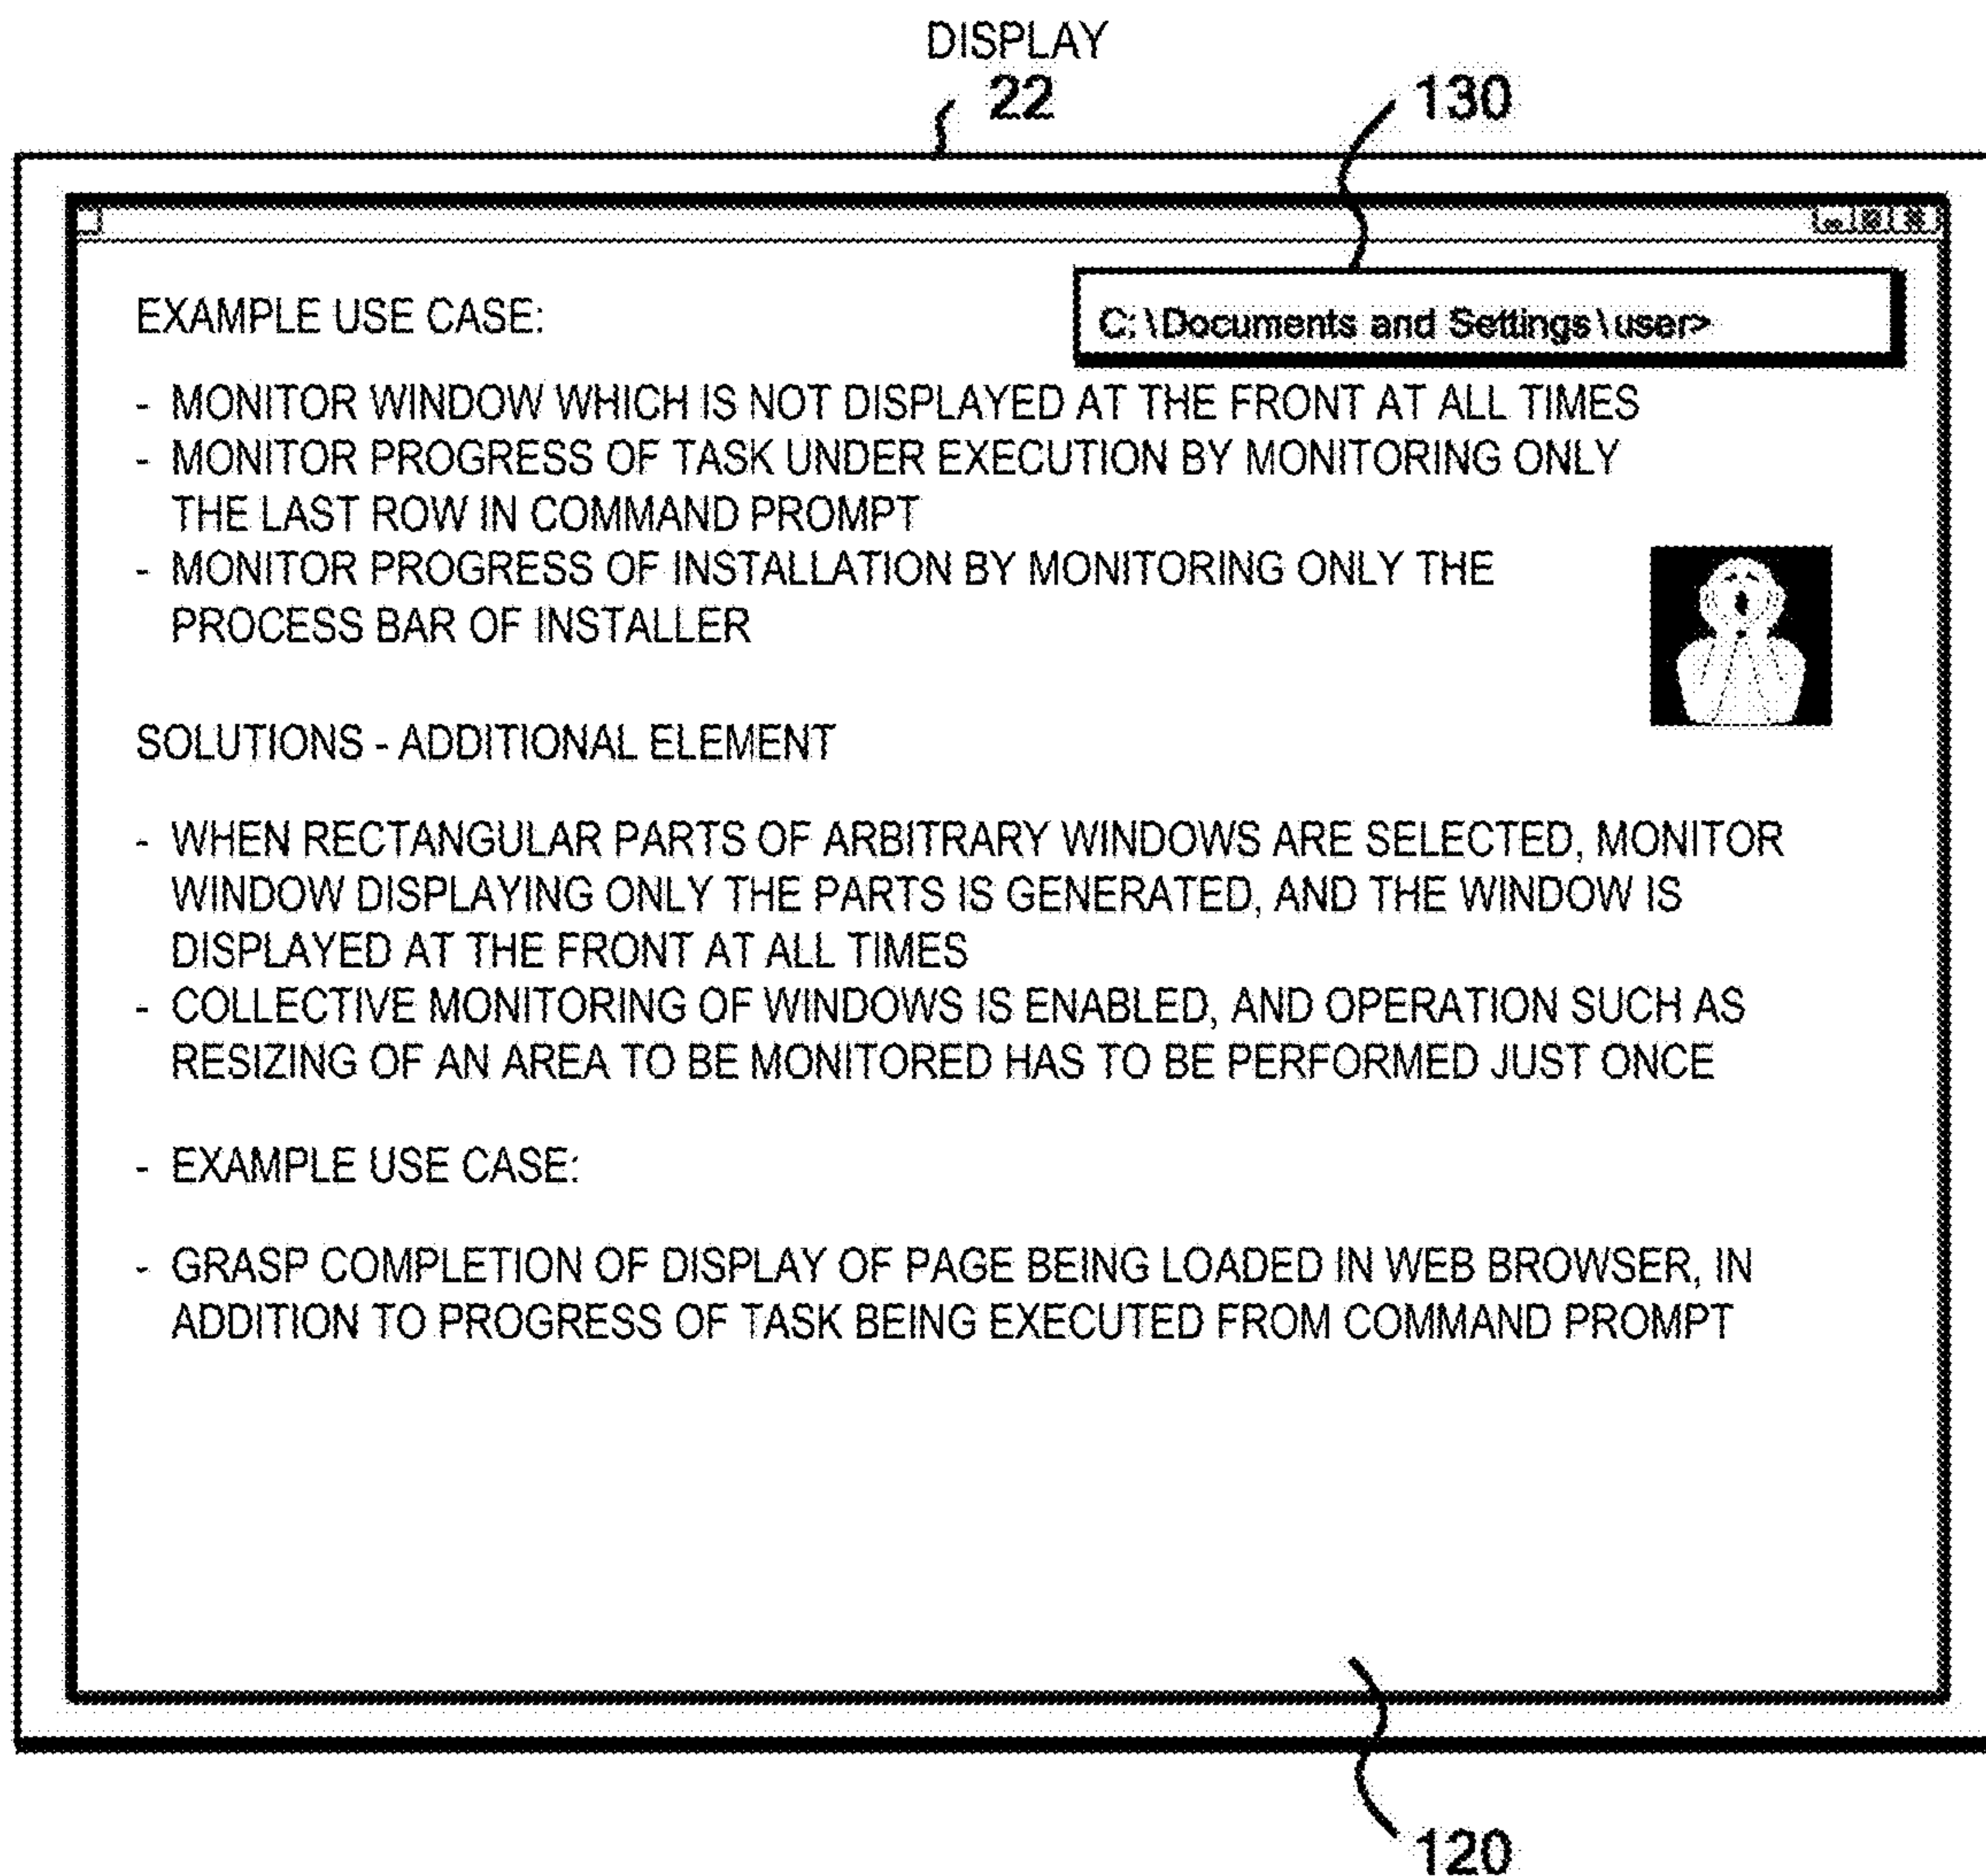 DISPLAY
22
130
C:\Documents and Settings\user>
EXAMPLE USE CASE:
- MONITOR WINDOW WHICH IS NOT DISPLAYED AT THE FRONT AT ALL TIMES
- MONITOR PROGRESS OF TASK UNDER EXECUTION BY MONITORING ONLY
THE LAST ROW IN COMMAND PROMPT
- MONITOR PROGRESS OF INSTALLATION BY MONITORING ONLY THE
PROCESS BAR OF INSTALLER
SOLUTIONS - ADDITIONAL ELEMENT
- WHEN RECTANGULAR PARTS OF ARBITRARY WINDOWS ARE SELECTED, MONITOR
WINDOW DISPLAYING ONLY THE PARTS IS GENERATED, AND THE WINDOW IS
DISPLAYED AT THE FRONT AT ALL TIMES
- COLLECTIVE MONITORING OF WINDOWS IS ENABLED, AND OPERATION SUCH AS
RESIZING OF AN AREA TO BE MONITORED HAS TO BE PERFORMED JUST ONCE
- EXAMPLE USE CASE:
- GRASP COMPLETION OF DISPLAY OF PAGE BEING LOADED IN WEB BROWSER, IN
ADDITION TO PROGRESS OF TASK BEING EXECUTED FROM COMMAND PROMPT
120